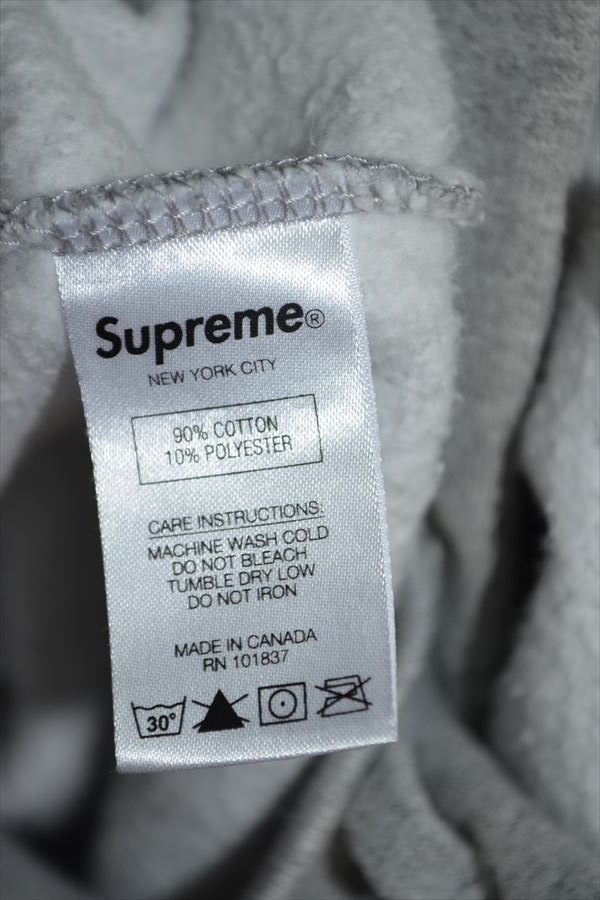 Supreme®
NEW YORK CITY
90% COTTON
10% POLYESTER
CARE INSTRUCTIONS:
MACHINE WASH COLD
DO NOT BLEACH
TUMBLE DRY LOW
DO NOT IRON
MADE IN CANADA
RN 101837
30°